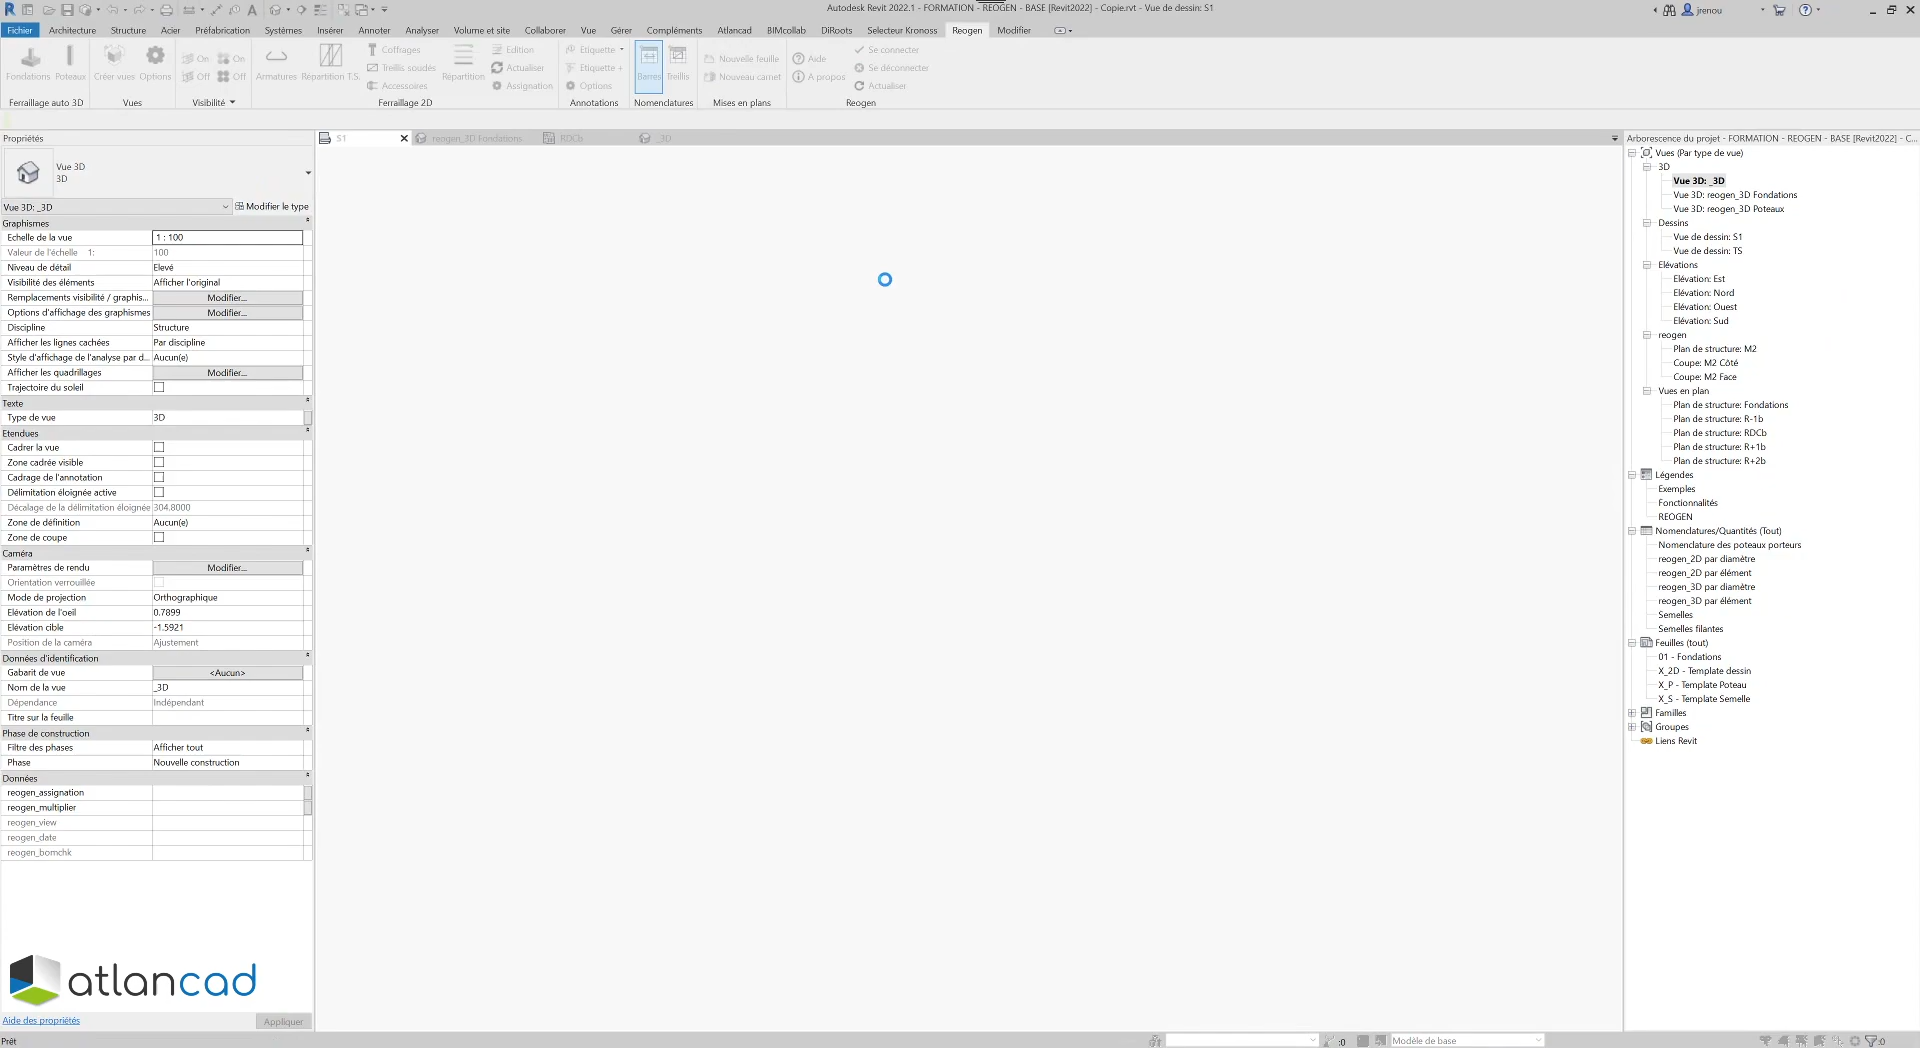 Autodesk Revit 2022.1 - FORMATION - REOGEN - BASE [Revit2022] - Copie.rvt - Vue de dessin: S1
jrenou
Fichier Architecture Structure Acier Préfabrication Systèmes Insérer Annoter Analyser Volume et site Collaborer Vue Gérer Compléments Atlancad BIMcollab DiRoots Selecteur Kronoss Reogen Modifier
On On Coffrages Edition Etiquette Se connecter
Nouvelle feuille Aide
Treillis soudés Actualiser Etiquette + Se déconnecter
Fondations Poteaux Créer vues Options Off Off Armatures Répartition T.S. Répartition Barres Treillis Nouveau carnet A propos
Accessoires Assignation Options Actualiser
Ferraillage auto 3D Vues Visibilité Ferraillage 2D Annotations Nomenclatures Mises en plans Reogen
Propriétés
Vue 3D
3D
Vue 3D: _3D Modifier le type
Graphismes
Echelle de la vue 1 : 100
Valeur de l'échelle 1: 100
Niveau de détail Elevé
Visibilité des éléments Afficher l'original
Remplacements visibilité / graphis... Modifier...
Options d'affichage des graphismes Modifier...
Discipline Structure
Afficher les lignes cachées Par discipline
Style d'affichage de l'analyse par d... Aucun(e)
Afficher les quadrillages Modifier...
Trajectoire du soleil
Texte
Type de vue 3D
Etendues
Cadrer la vue
Zone cadrée visible
Cadrage de l'annotation
Délimitation éloignée active
Décalage de la délimitation éloignée 304.8000
Zone de définition Aucun(e)
Zone de coupe
Caméra
Paramètres de rendu Modifier...
Orientation verrouillée
Mode de projection Orthographique
Elévation de l'oeil 0.7899
Elévation cible -1.5921
Position de la caméra Ajustement
Données d'identification
Gabarit de vue <Aucun>
Nom de la vue _3D
Dépendance Indépendant
Titre sur la feuille
Phase de construction
Filtre des phases Afficher tout
Phase Nouvelle construction
Données
reogen_assignation
reogen_multiplier
reogen_view
reogen_date
reogen_bomchk
atlancad
Aide des propriétés Appliquer
Prêt
S1 reogen_3D Fondations RDCb _3D
Arborescence du projet - FORMATION - REOGEN - BASE [Revit2022] - C...
Vues (Par type de vue)
3D
Vue 3D: _3D
Vue 3D: reogen_3D Fondations
Vue 3D: reogen_3D Poteaux
Dessins
Vue de dessin: S1
Vue de dessin: TS
Elévations
Elévation: Est
Elévation: Nord
Elévation: Ouest
Elévation: Sud
reogen
Plan de structure: M2
Coupe: M2 Côté
Coupe: M2 Face
Vues en plan
Plan de structure: Fondations
Plan de structure: R-1b
Plan de structure: RDCb
Plan de structure: R+1b
Plan de structure: R+2b
Légendes
Exemples
Fonctionnalités
REOGEN
Nomenclatures/Quantités (Tout)
Nomenclature des poteaux porteurs
reogen_2D par diamètre
reogen_2D par élément
reogen_3D par diamètre
reogen_3D par élément
Semelles
Semelles filantes
Feuilles (tout)
01 - Fondations
X_2D - Template dessin
X_P - Template Poteau
X_S - Template Semelle
Familles
Groupes
Liens Revit
:0 Modèle de base :0